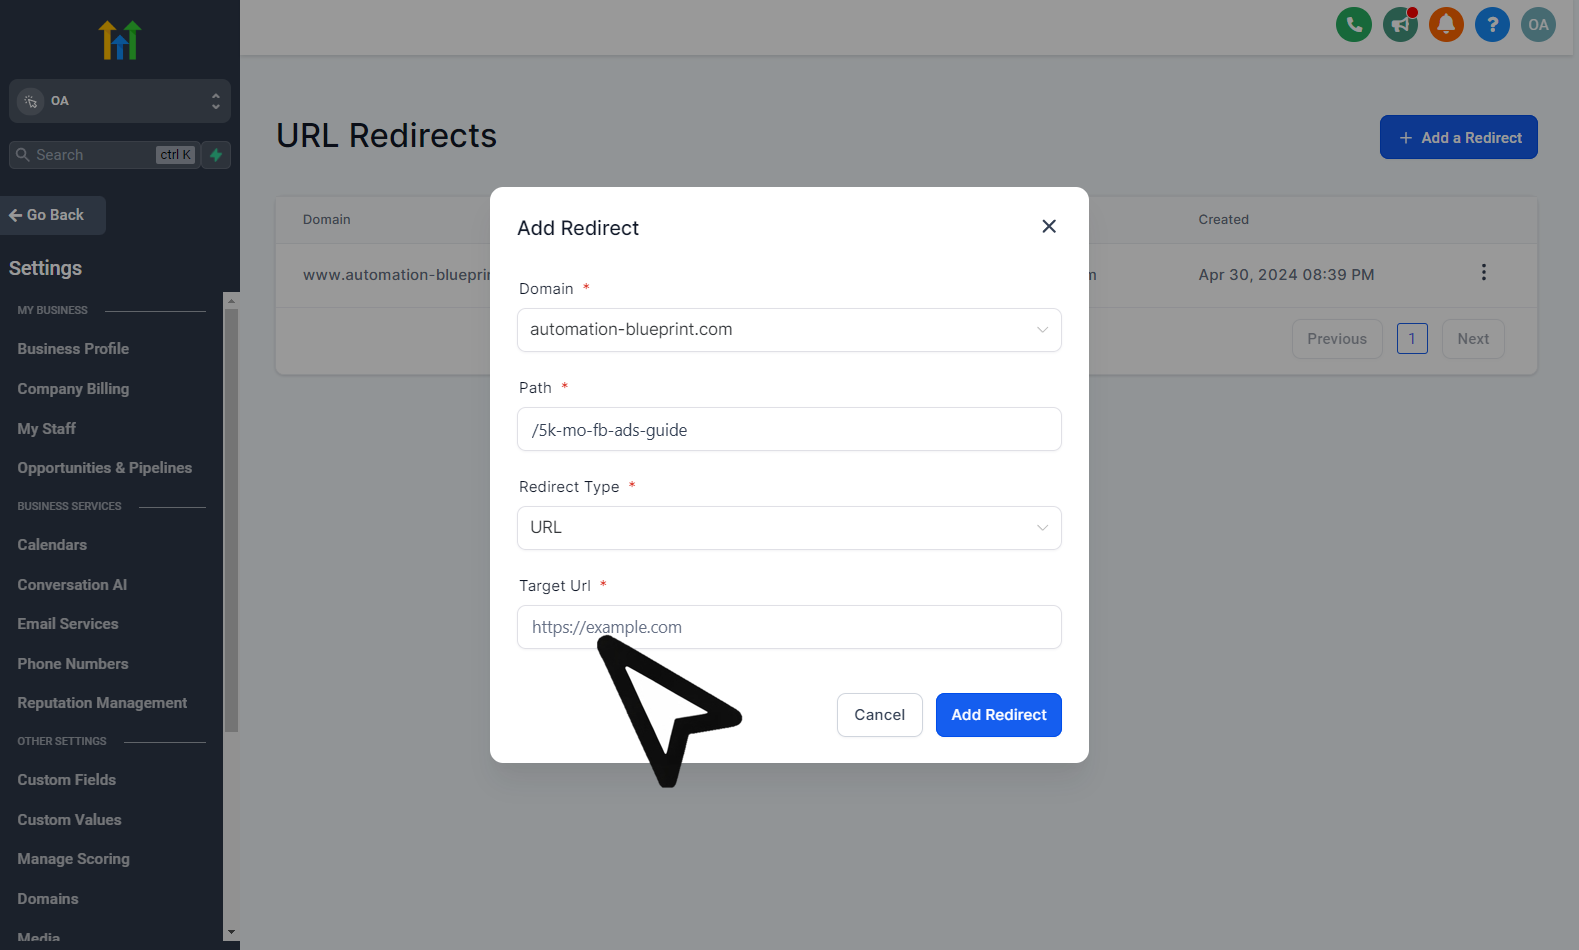 OA
OA
Search
ctrl K
Go Back
Settings
MY BUSINESS
Business Profile
Company Billing
My Staff
Opportunities & Pipelines
BUSINESS SERVICES
Calendars
Conversation AI
Email Services
Phone Numbers
Reputation Management
OTHER SETTINGS
Custom Fields
Custom Values
Manage Scoring
Domains
Media
URL Redirects
+ Add a Redirect
Domain
Created
www.automation-blueprin
Apr 30, 2024 08:39 PM
Previous
1
Next
Add Redirect
Domain *
automation-blueprint.com
Path *
/5k-mo-fb-ads-guide
Redirect Type *
URL
Target Url *
https://example.com
Cancel
Add Redirect